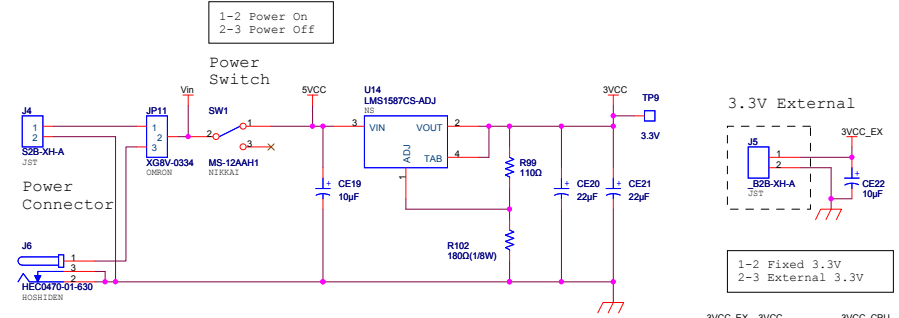 1-2 Power On
2-3 Power Off
Power
Switch
Vin
5VCC
U14
LMS1587CS-ADJ
NS
3VCC
TP9
3.3V
J4
1
2
S2B-XH-A
JST
JP11
1
2
3
XG8V-0334
OMRON
SW1
1
2
3
MS-12AAH1
NIKKAI
3
VIN
VOUT
2
ADJ
TAB
4
1
R99
110Ω
CE19
10µF
CE20
22µF
CE21
22µF
R102
180Ω(1/8W)
Power
Connector
J6
1
3
2
HEC0470-01-630
HOSHIDEN
3.3V External
J5
1
2
_B2B-XH-A
JST
3VCC_EX
CE22
10µF
1-2 Fixed 3.3V
2-3 External 3.3V
3VCC_EX
3VCC
3VCC_CPU